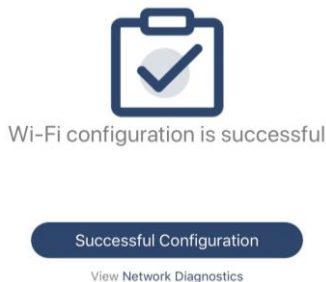 Wi-Fi configuration is successful
Successful Configuration
View Network Diagnostics